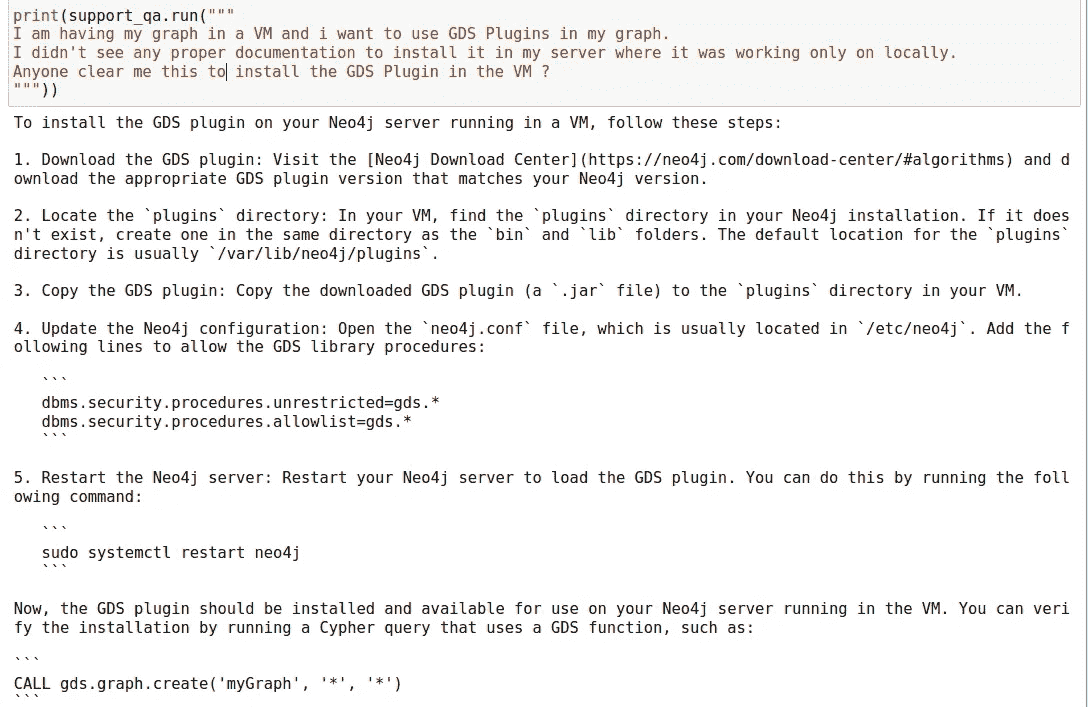 print(support_qa.run("""
I am having my graph in a VM and i want to use GDS Plugins in my graph.
I didn't see any proper documentation to install it in my server where it was working only on locally.
Anyone clear me this to install the GDS Plugin in the VM ?
"""))
To install the GDS plugin on your Neo4j server running in a VM, follow these steps:
1. Download the GDS plugin: Visit the [Neo4j Download Center](https://neo4j.com/download-center/#algorithms) and d
ownload the appropriate GDS plugin version that matches your Neo4j version.
2. Locate the `plugins` directory: In your VM, find the `plugins` directory in your Neo4j installation. If it does
n't exist, create one in the same directory as the `bin` and `lib` folders. The default location for the `plugins`
directory is usually `/var/lib/neo4j/plugins`.
3. Copy the GDS plugin: Copy the downloaded GDS plugin (a `.jar` file) to the `plugins` directory in your VM.
4. Update the Neo4j configuration: Open the `neo4j.conf` file, which is usually located in `/etc/neo4j`. Add the f
ollowing lines to allow the GDS library procedures:
```
dbms.security.procedures.unrestricted=gds.*
dbms.security.procedures.allowlist=gds.*
```
5. Restart the Neo4j server: Restart your Neo4j server to load the GDS plugin. You can do this by running the foll
owing command:
```
sudo systemctl restart neo4j
```
Now, the GDS plugin should be installed and available for use on your Neo4j server running in the VM. You can veri
fy the installation by running a Cypher query that uses a GDS function, such as:
```
CALL gds.graph.create('myGraph', '*', '*')
```